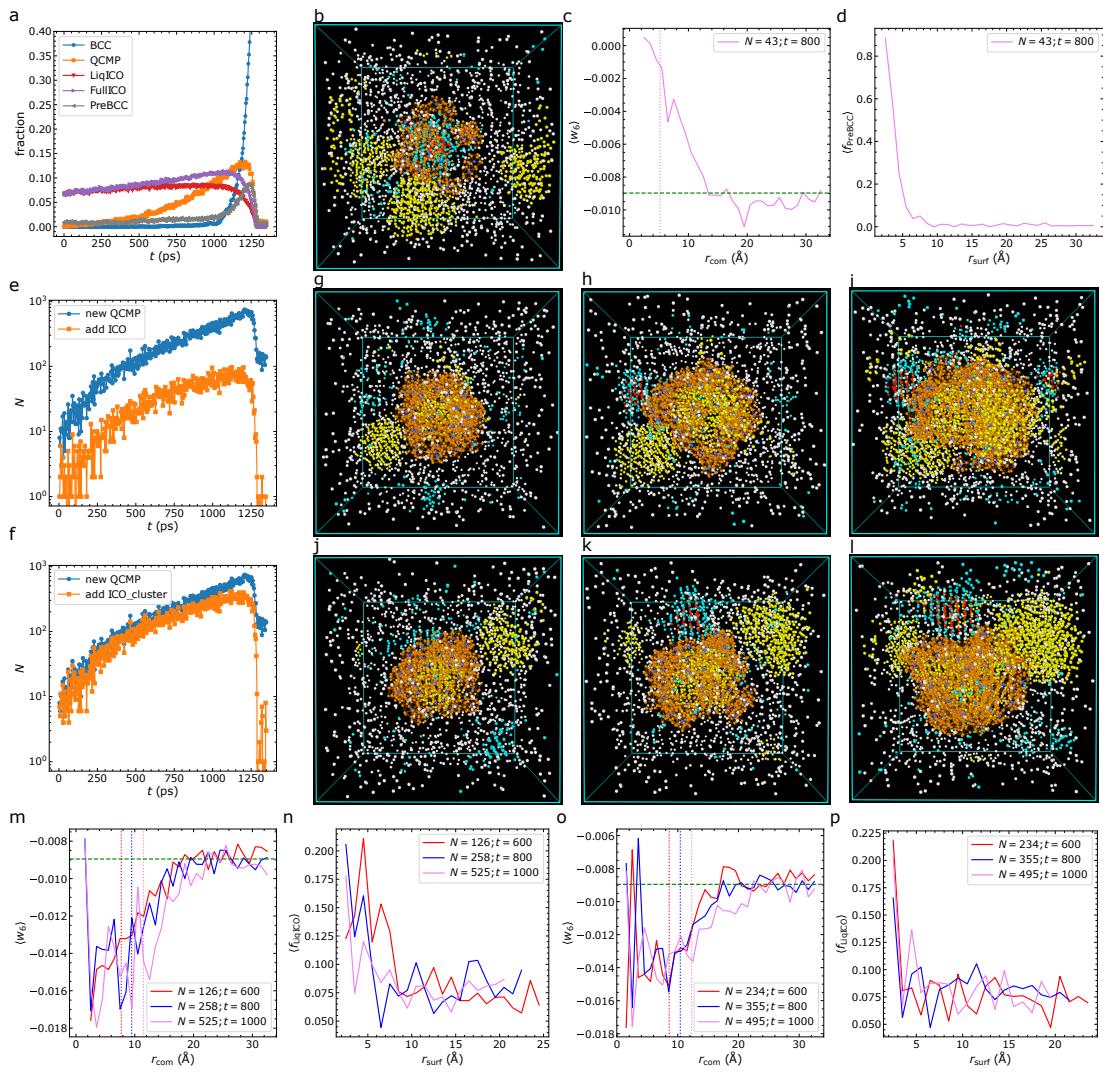 a
0.40
0.35
0.30
0.25
0.20
0.15
0.10
0.05
0.00
fraction
BCC
QCMP
LiqICO
FullICO
PreBCC
0 250 500 750 1000 1250
t (ps)
b
c
0.000
−0.002
−0.004
−0.006
−0.008
−0.010
⟨w6⟩
N = 43; t = 800
0 10 20 30
rcom (Å)
d
0.8
0.6
0.4
0.2
0.0
⟨fPreBCC⟩
N = 43; t = 800
5 10 15 20 25 30
rsurf (Å)
e
10³
10²
10¹
10⁰
N
new QCMP
add ICO
0 250 500 750 1000 1250
t (ps)
g
h
i
f
10³
10²
10¹
10⁰
N
new QCMP
add ICO_cluster
0 250 500 750 1000 1250
t (ps)
j
k
l
m
−0.008
−0.010
−0.012
−0.014
−0.016
−0.018
⟨w6⟩
N = 126; t = 600
N = 258; t = 800
N = 525; t = 1000
0 10 20 30
rcom (Å)
n
0.200
0.175
0.150
0.125
0.100
0.075
0.050
⟨fLiqICO⟩
N = 126; t = 600
N = 258; t = 800
N = 525; t = 1000
5 10 15 20 25
rsurf (Å)
o
−0.006
−0.008
−0.010
−0.012
−0.014
−0.016
−0.018
⟨w6⟩
N = 234; t = 600
N = 355; t = 800
N = 495; t = 1000
0 10 20 30
rcom (Å)
p
0.225
0.200
0.175
0.150
0.125
0.100
0.075
0.050
⟨fLiqICO⟩
N = 234; t = 600
N = 355; t = 800
N = 495; t = 1000
5 10 15 20
rsurf (Å)